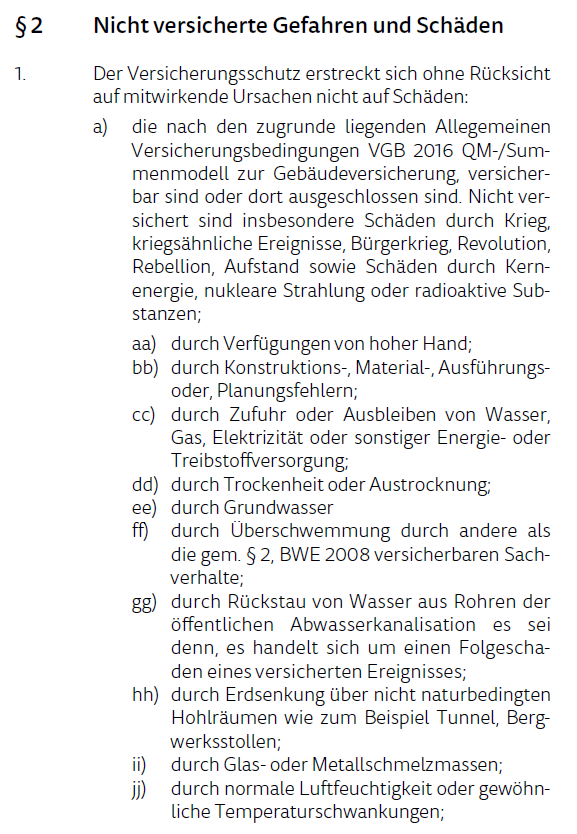 § 2 Nicht versicherte Gefahren und Schäden
1. Der Versicherungsschutz erstreckt sich ohne Rücksicht
auf mitwirkende Ursachen nicht auf Schäden:
a) die nach den zugrunde liegenden Allgemeinen
Versicherungsbedingungen VGB 2016 QM-/Sum-
menmodell zur Gebäudeversicherung, versicher-
bar sind oder dort ausgeschlossen sind. Nicht ver-
sichert sind insbesondere Schäden durch Krieg,
kriegsähnliche Ereignisse, Bürgerkrieg, Revolution,
Rebellion, Aufstand sowie Schäden durch Kern-
energie, nukleare Strahlung oder radioaktive Sub-
stanzen;
aa) durch Verfügungen von hoher Hand;
bb) durch Konstruktions-, Material-, Ausführungs-
oder, Planungsfehlern;
cc) durch Zufuhr oder Ausbleiben von Wasser,
Gas, Elektrizität oder sonstiger Energie- oder
Treibstoffversorgung;
dd) durch Trockenheit oder Austrocknung;
ee) durch Grundwasser
ff) durch Überschwemmung durch andere als
die gem. § 2, BWE 2008 versicherbaren Sach-
verhalte;
gg) durch Rückstau von Wasser aus Rohren der
öffentlichen Abwasserkanalisation es sei
denn, es handelt sich um einen Folgescha-
den eines versicherten Ereignisses;
hh) durch Erdsenkung über nicht naturbedingten
Hohlräumen wie zum Beispiel Tunnel, Berg-
werksstollen;
ii) durch Glas- oder Metallschmelzmassen;
jj) durch normale Luftfeuchtigkeit oder gewöhn-
liche Temperaturschwankungen;